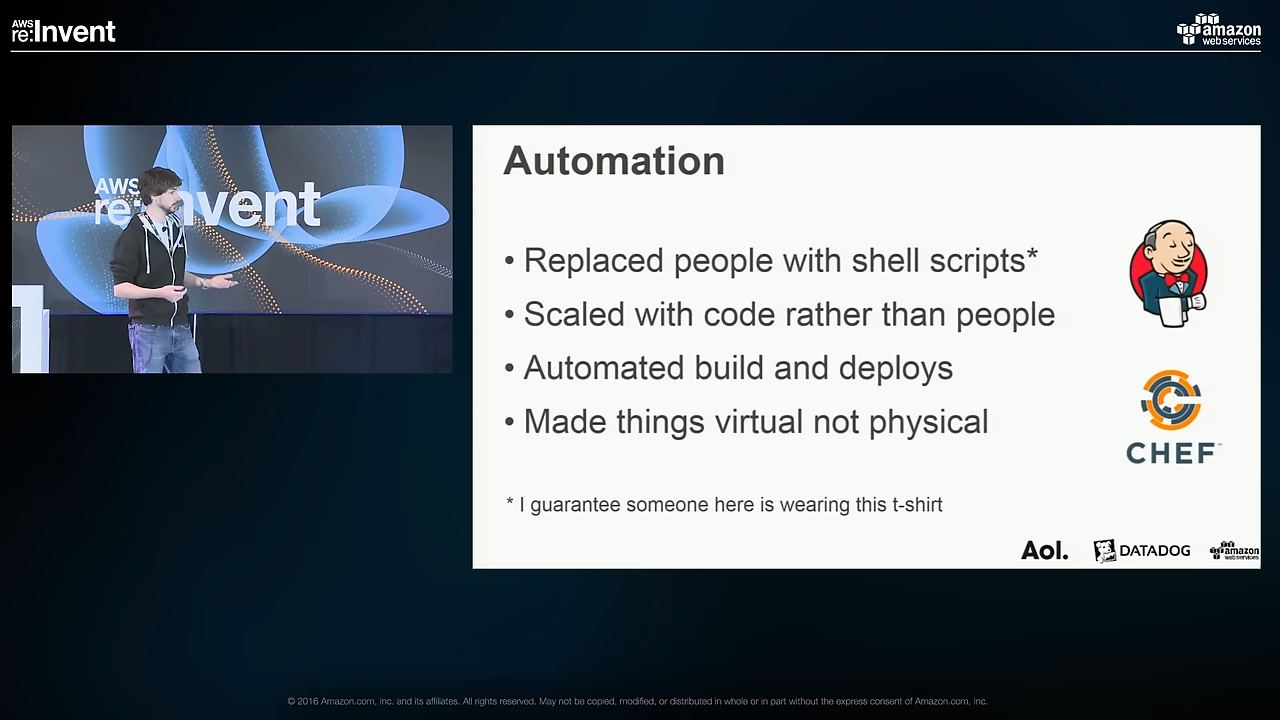 AWS
re:Invent
amazon
web services
AWS
re:Invent
Automation
• Replaced people with shell scripts*
• Scaled with code rather than people
• Automated build and deploys
• Made things virtual not physical
CHEF™
* I guarantee someone here is wearing this t-shirt
Aol.
DATADOG
amazon
web services
© 2016 Amazon.com, Inc. and its affiliates. All rights reserved. May not be copied, modified, or distributed in whole or in part without the express consent of Amazon.com, Inc.